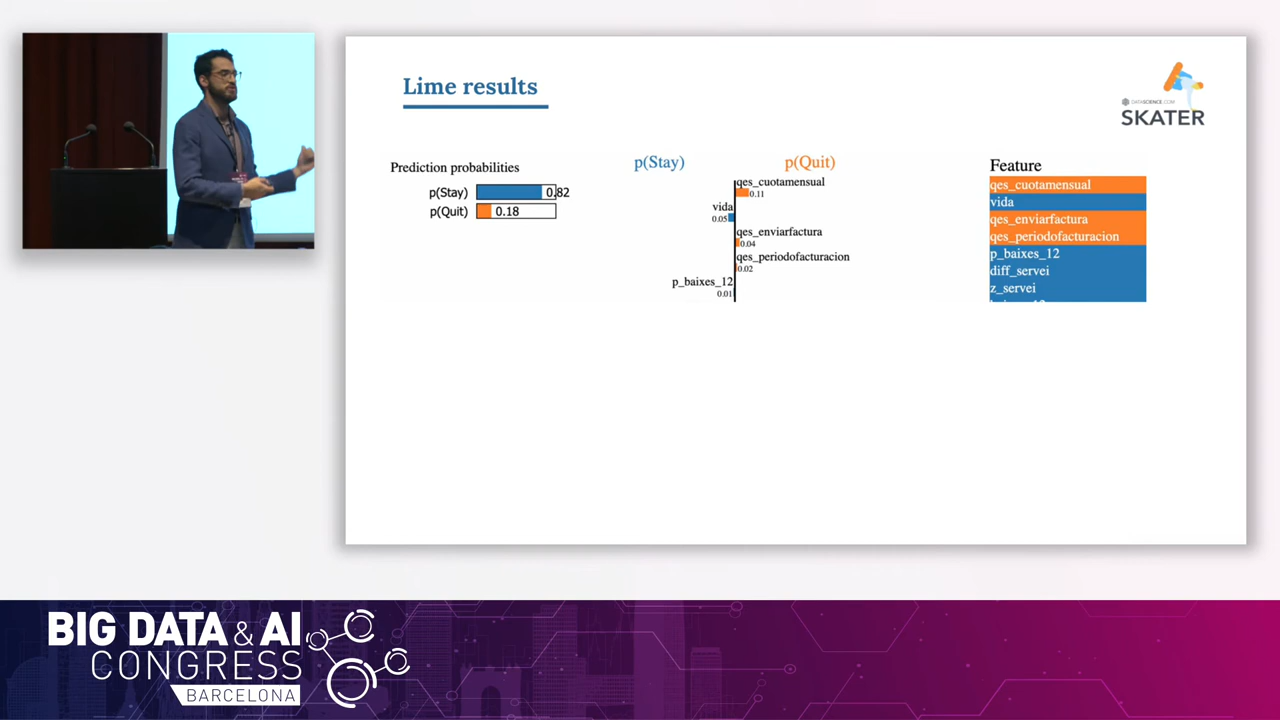 Lime results
DATASCIENCE.COM
SKATER
Prediction probabilities
p(Stay) 0.82
p(Quit) 0.18
p(Stay) p(Quit)
qes_cuotamensual
0.11
vida
0.05
qes_enviarfactura
0.04
qes_periodofacturacion
0.02
p_baixes_12
0.01
Feature
qes_cuotamensual
vida
qes_enviarfactura
qes_periodofacturacion
p_baixes_12
diff_servei
z_servei
BIG DATA & AI
CONGRESS
BARCELONA